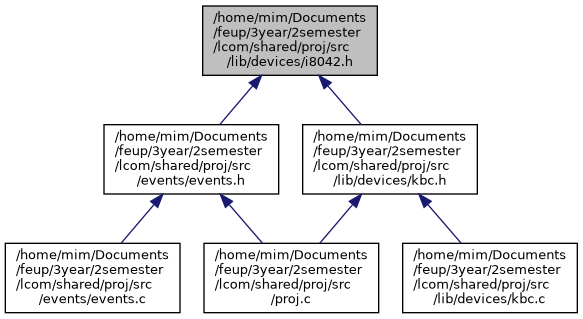 /home/mim/Documents
/feup/3year/2semester
/lcom/shared/proj/src
/lib/devices/i8042.h
/home/mim/Documents
/feup/3year/2semester
/lcom/shared/proj/src
/events/events.h
/home/mim/Documents
/feup/3year/2semester
/lcom/shared/proj/src
/lib/devices/kbc.h
/home/mim/Documents
/feup/3year/2semester
/lcom/shared/proj/src
/events/events.c
/home/mim/Documents
/feup/3year/2semester
/lcom/shared/proj/src
/proj.c
/home/mim/Documents
/feup/3year/2semester
/lcom/shared/proj/src
/lib/devices/kbc.c